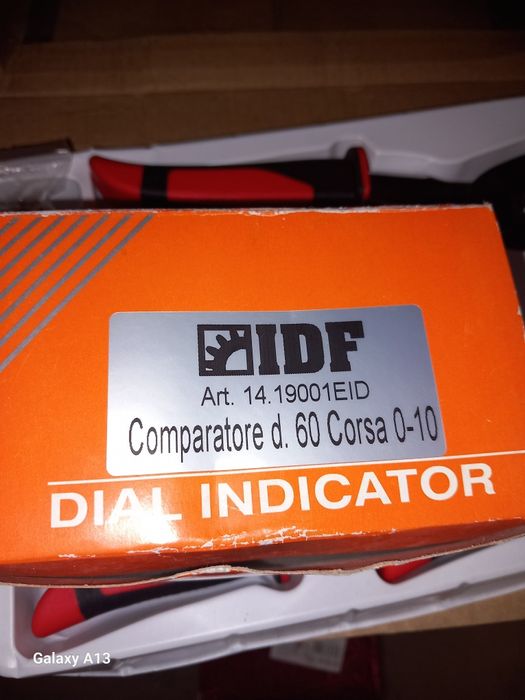 IDF
Art. 14.19001EID
Comparatore d. 60 Corsa 0-10
DIAL INDICATOR
Galaxy A13